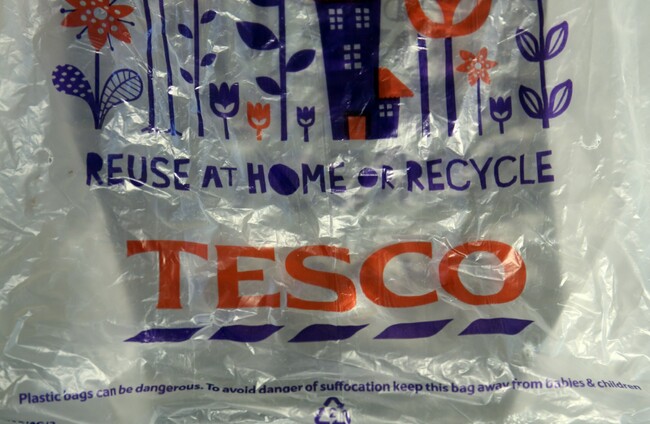 REUSE AT HOME OR RECYCLE
TESCO
Plastic bags can be dangerous. To avoid danger of suffocation keep this bag away from babies & children